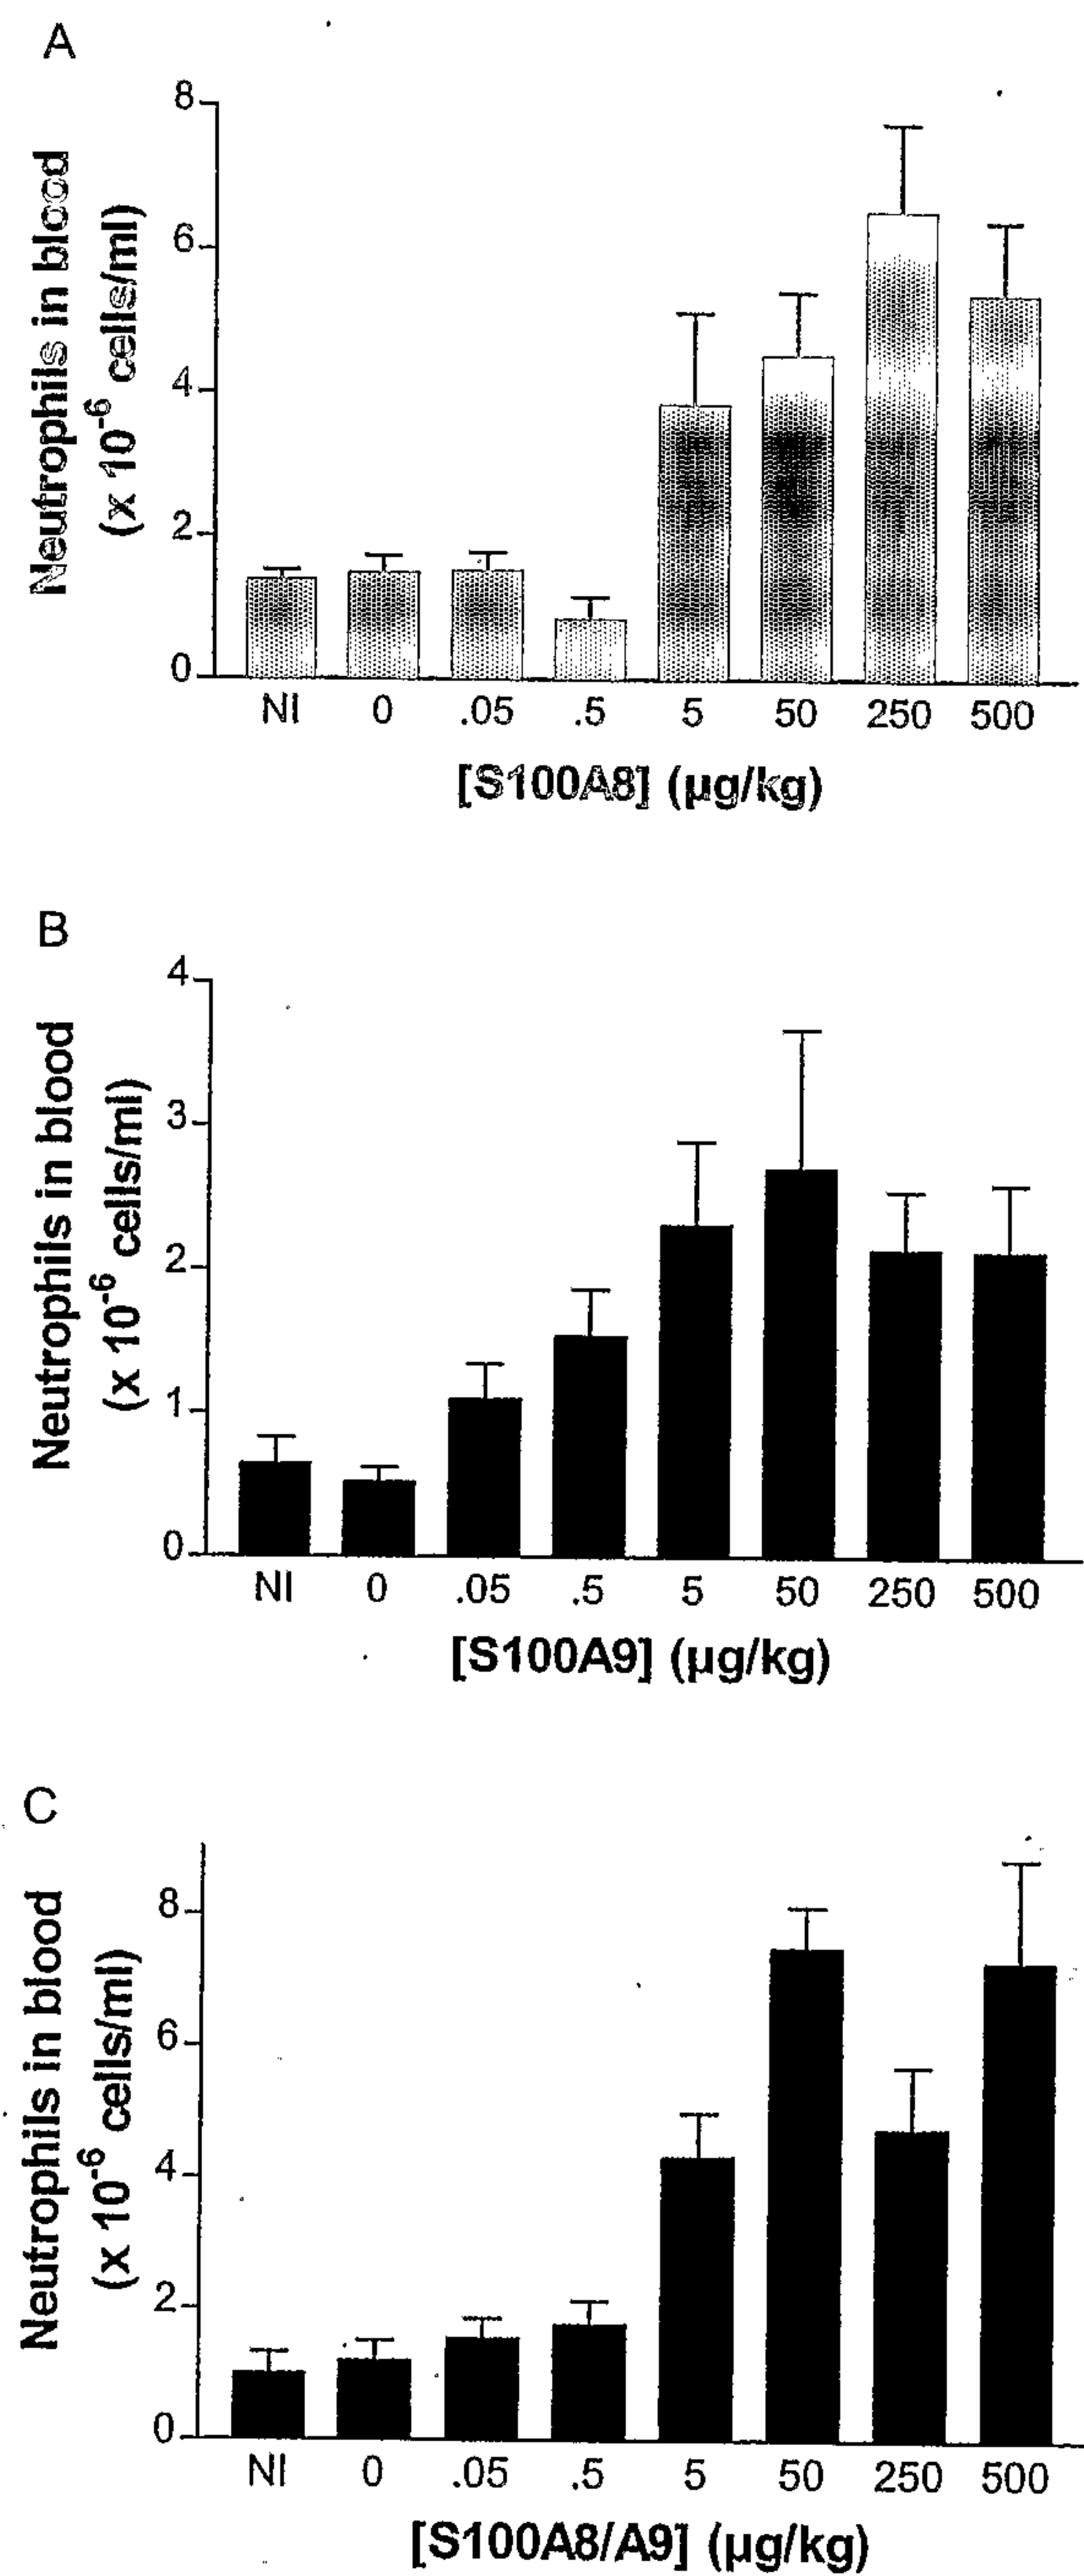 A
Neutrophils in blood
(x 10⁻⁶ cells/ml)
8
6
4
2
0
NI 0 .05 .5 5 50 250 500
[S100A8] (µg/kg)
B
Neutrophils in blood
(x 10⁻⁶ cells/ml)
4
3
2
1
0
NI 0 .05 .5 5 50 250 500
[S100A9] (µg/kg)
C
Neutrophils in blood
(x 10⁻⁶ cells/ml)
8
6
4
2
0
NI 0 .05 .5 5 50 250 500
[S100A8/A9] (µg/kg)